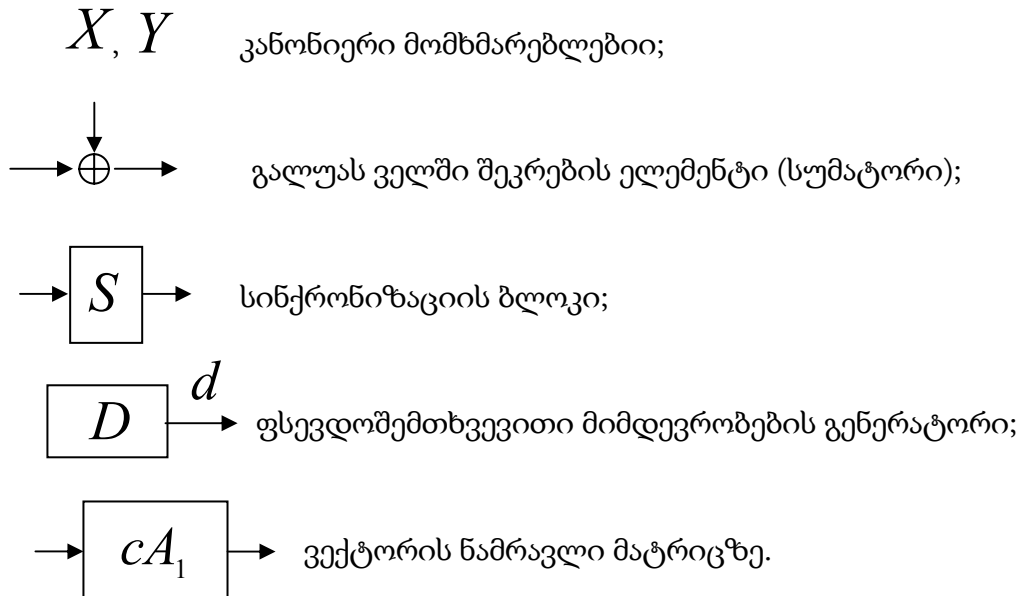 X, Y კანონიერი მომხმარებლებიი;
⊕ გალუას ველში შეკრების ელემენტი (სუმატორი);
S სინქრონიზაციის ბლოკი;
D d ფსევდოშემთხვევითი მიმდევრობების გენერატორი;
cA₁ ვექტორის ნამრავლი მატრიცზე.